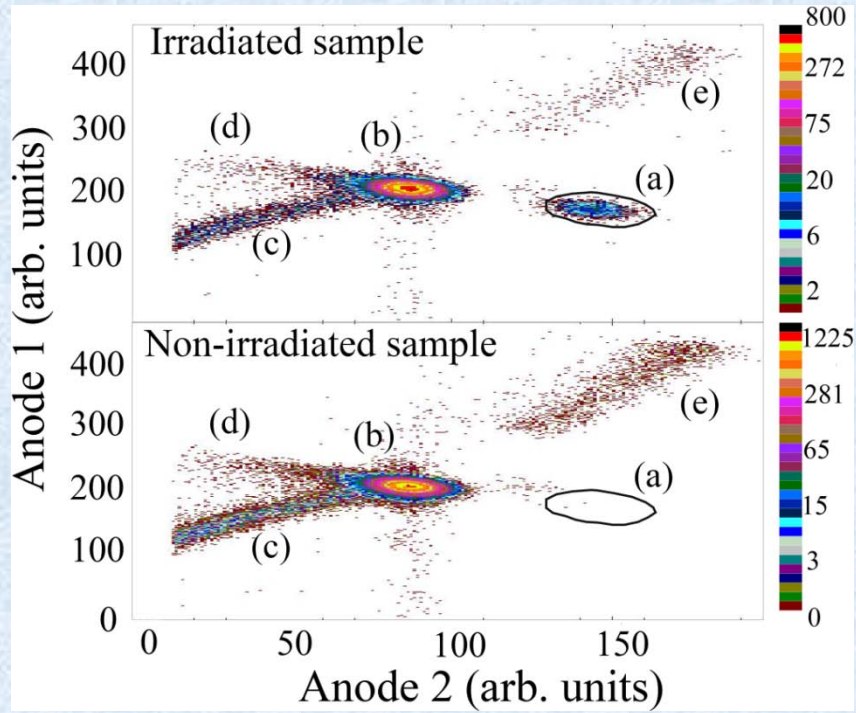 Irradiated sample
(d)
(b)
(e)
(a)
(c)
400
300
200
100
800
272
75
20
6
2
Non-irradiated sample
(d)
(b)
(e)
(a)
(c)
400
300
200
100
0
1225
281
65
15
3
0
0
50
100
150
Anode 1 (arb. units)
Anode 2 (arb. units)